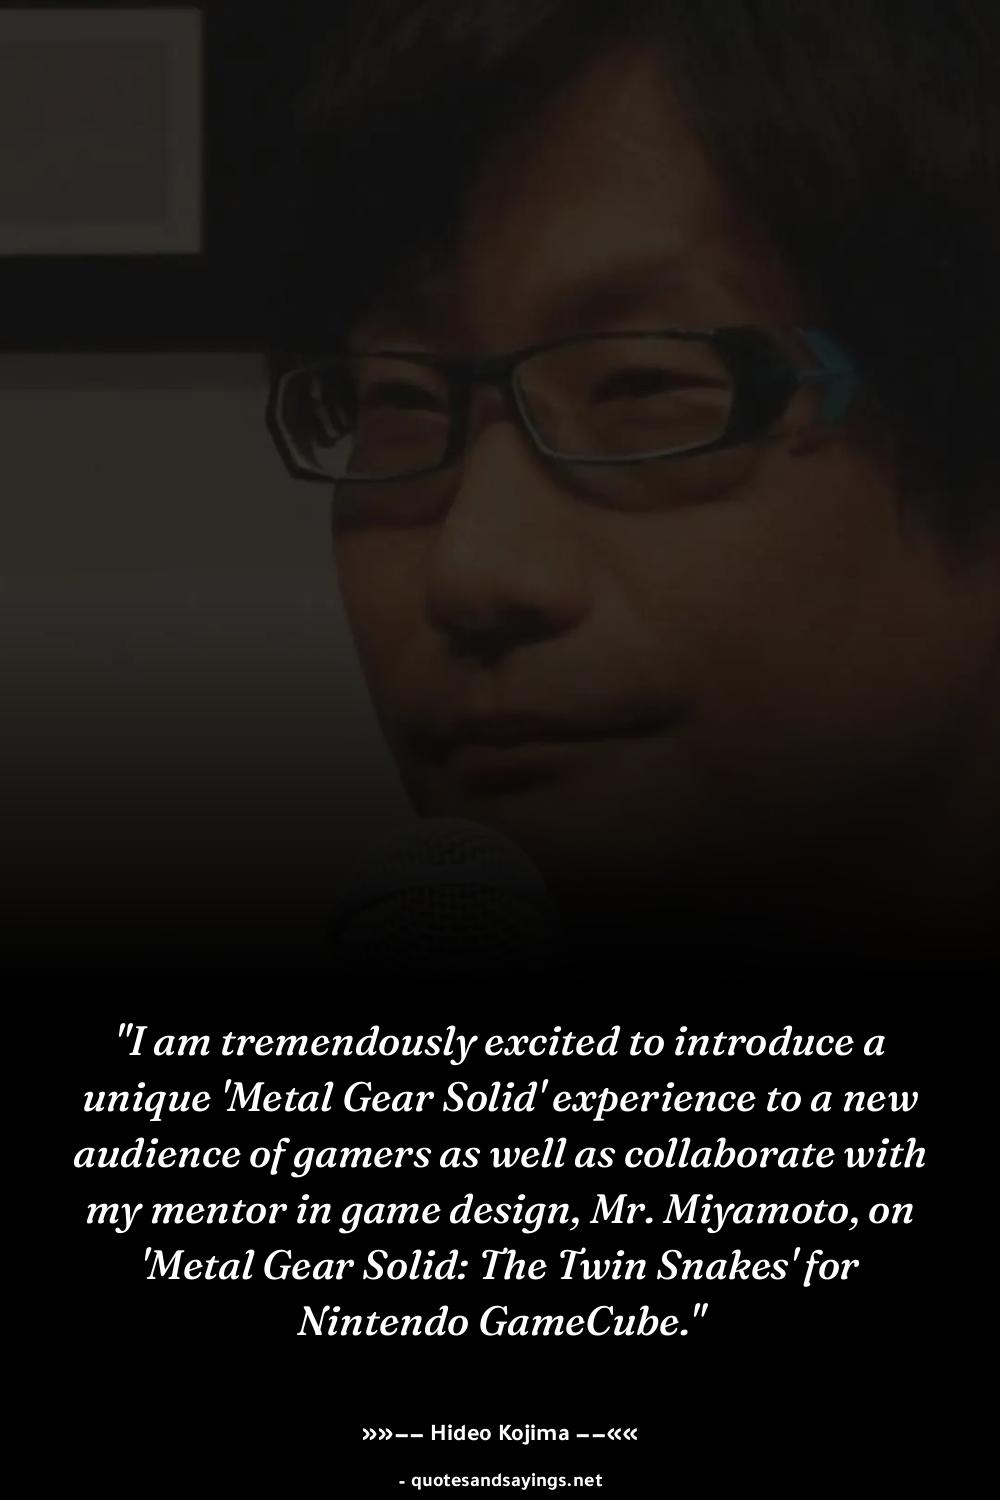 "I am tremendously excited to introduce a
unique 'Metal Gear Solid' experience to a new
audience of gamers as well as collaborate with
my mentor in game design, Mr. Miyamoto, on
'Metal Gear Solid: The Twin Snakes' for
Nintendo GameCube."
»»−− Hideo Kojima −−««
- quotesandsayings.net